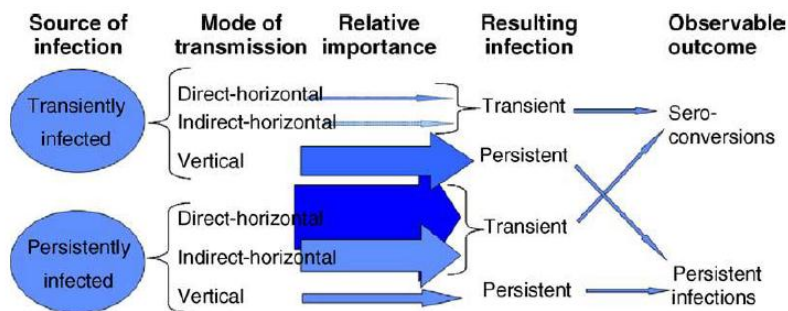 Source of infection
Mode of transmission
Relative importance
Resulting infection
Observable outcome
Transiently infected
Direct-horizontal
Indirect-horizontal
Vertical
Transient
Persistent
Sero-conversions
Persistently infected
Direct-horizontal
Indirect-horizontal
Vertical
Transient
Persistent
Persistent infections